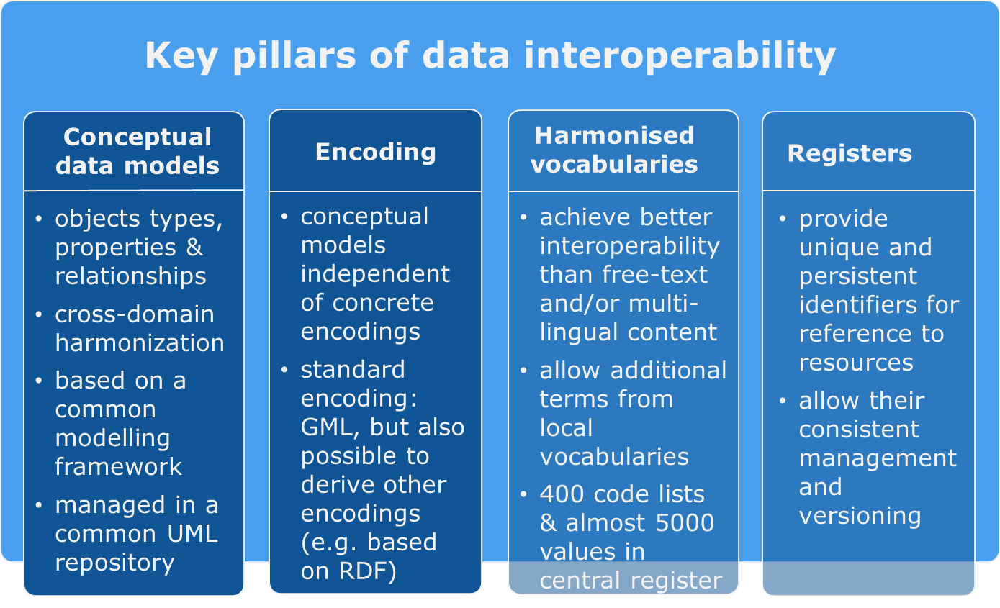 Key pillars of data interoperability
Conceptual
data models
• objects types,
properties &
relationships
• cross-domain
harmonization
• based on a
common
modelling
framework
• managed in a
common UML
repository
Encoding
• conceptual
models
independent
of concrete
encodings
• standard
encoding:
GML, but also
possible to
derive other
encodings
(e.g. based
on RDF)
Harmonised
vocabularies
• achieve better
interoperability
than free-text
and/or multi-
lingual content
• allow additional
terms from
local
vocabularies
• 400 code lists
& almost 5000
values in
central register
Registers
• provide
unique and
persistent
identifiers for
reference to
resources
• allow their
consistent
management
and
versioning